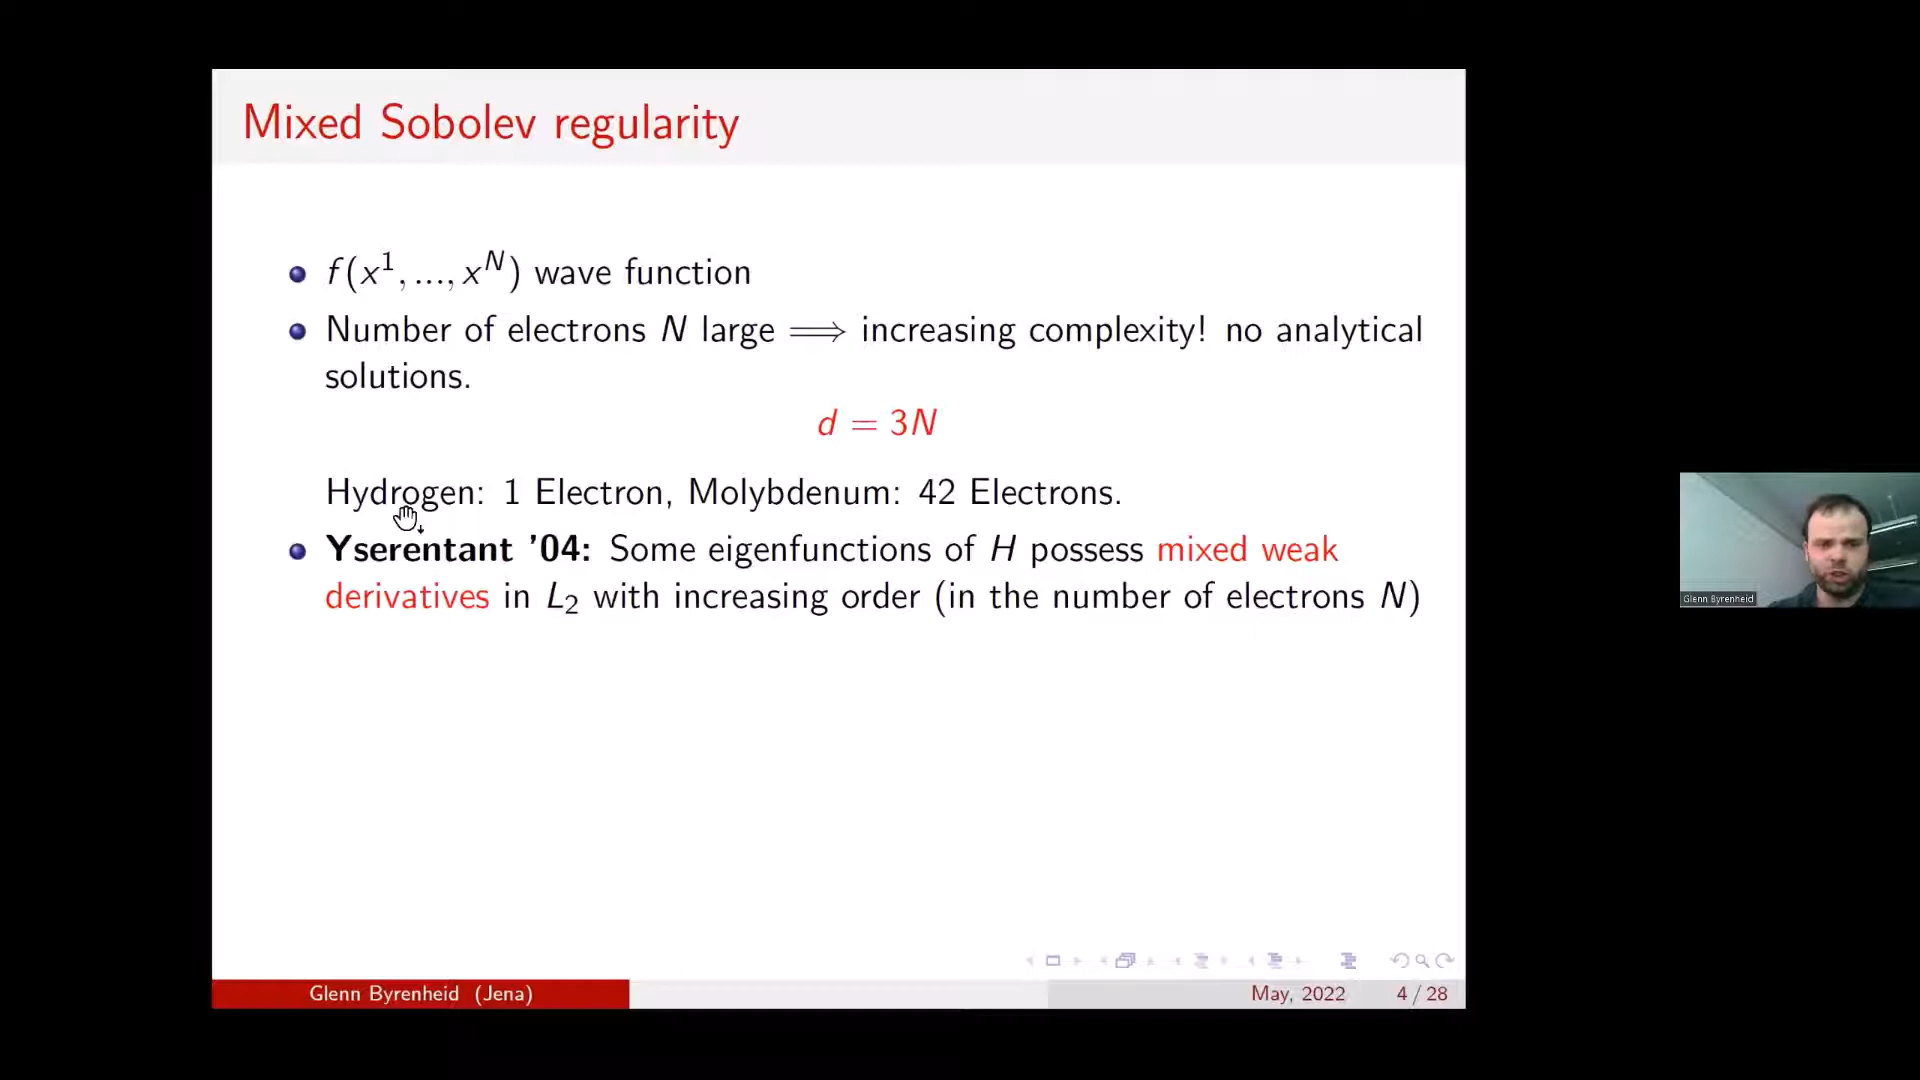 Mixed Sobolev regularity
f(x¹, ..., xᴺ) wave function
Number of electrons N large ⟹ increasing complexity! no analytical
solutions.
d = 3N
Hydrogen: 1 Electron, Molybdenum: 42 Electrons.
Yserentant '04: Some eigenfunctions of H possess mixed weak
derivatives in L₂ with increasing order (in the number of electrons N)
Glenn Byrenheid
Glenn Byrenheid (Jena)
May, 2022
4 / 28